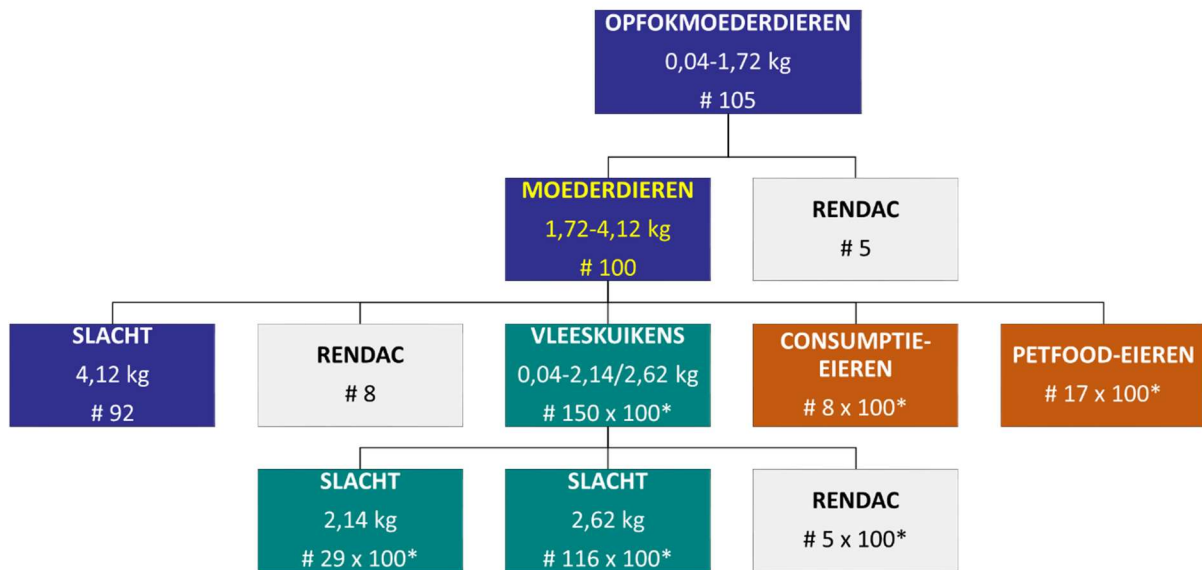 OPFOKMOEDERDIEREN
0,04-1,72 kg
# 105
MOEDERDIEREN
1,72-4,12 kg
# 100
RENDAC
# 5
SLACHT
4,12 kg
# 92
RENDAC
# 8
VLEESKUIKENS
0,04-2,14/2,62 kg
# 150 x 100*
CONSUMPTIE-
EIEREN
# 8 x 100*
PETFOOD-EIEREN
# 17 x 100*
SLACHT
2,14 kg
# 29 x 100*
SLACHT
2,62 kg
# 116 x 100*
RENDAC
# 5 x 100*